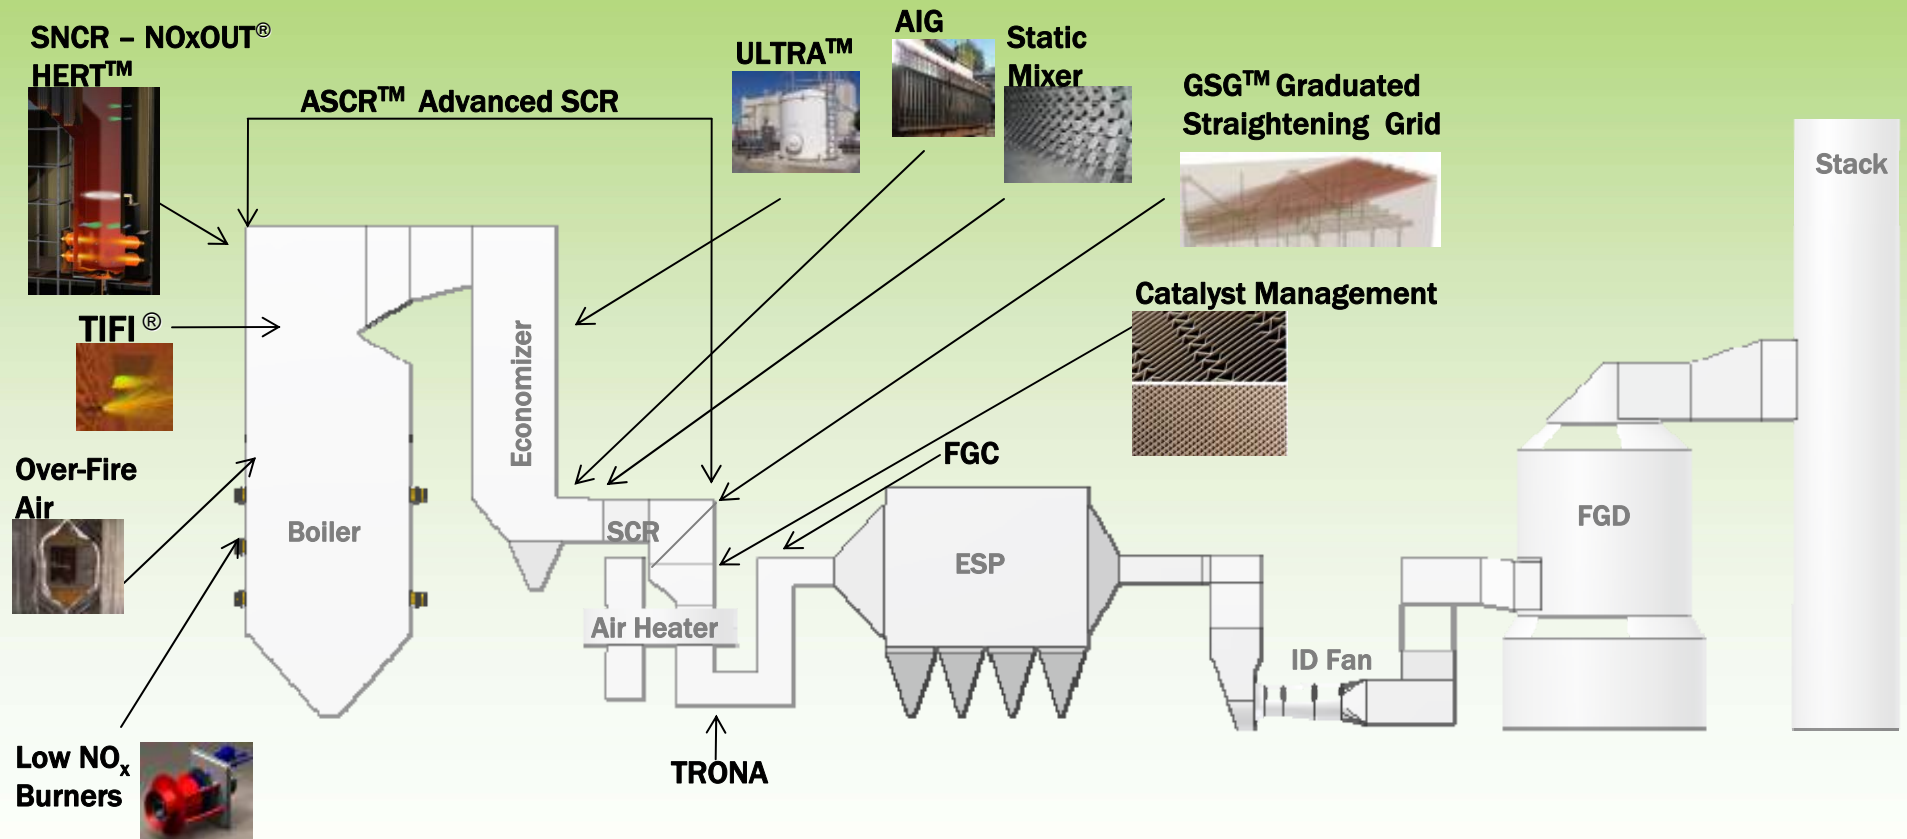 SNCR – NOxOUT®
HERT™
ASCR™ Advanced SCR
ULTRA™
AIG
Static
Mixer
GSG™ Graduated
Straightening Grid
Stack
TIFI ®
Catalyst Management
Economizer
Over-Fire
Air
Boiler
SCR
FGC
ESP
FGD
Air Heater
ID Fan
Low NOx
Burners
TRONA